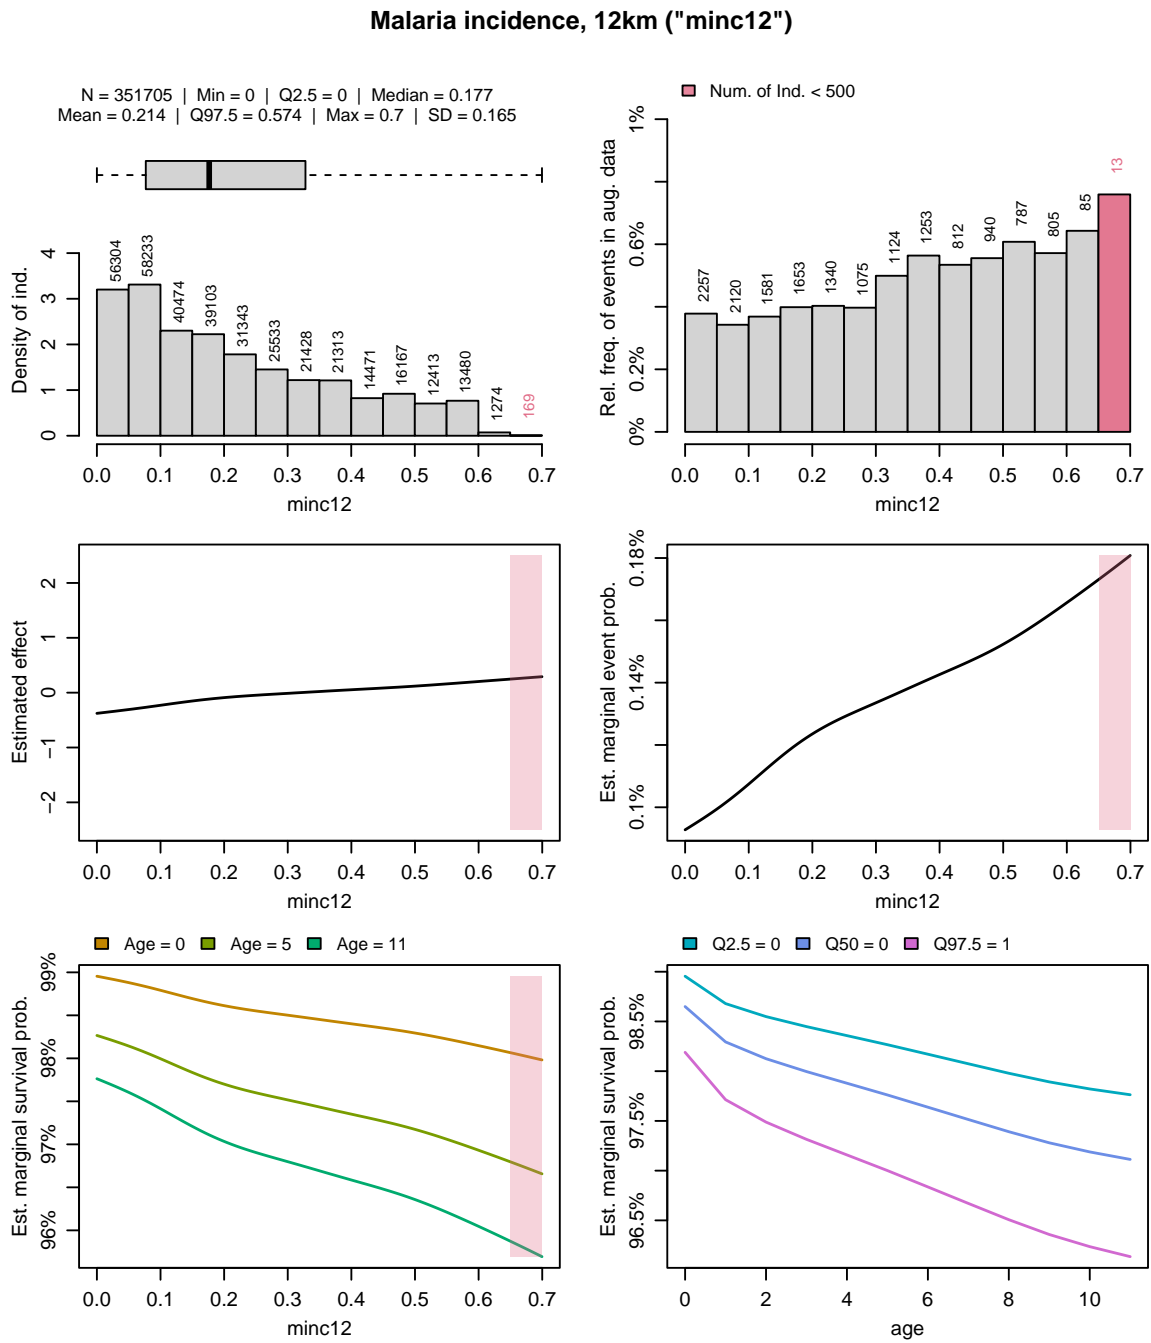 Malaria incidence, 12km ("minc12")
N = 351705 | Min = 0 | Q2.5 = 0 | Median = 0.177
Mean = 0.214 | Q97.5 = 0.574 | Max = 0.7 | SD = 0.165
Density of ind.
0 1 2 3 4
56304 58233 40474 39103 31343 25533 21428 21313 14471 16167 12413 13480 1274 169
0.0 0.1 0.2 0.3 0.4 0.5 0.6 0.7
minc12
Num. of Ind. < 500
Rel. freq. of events in aug. data
0% 0.2% 0.6% 1%
2257 2120 1581 1653 1340 1075 1124 1253 812 940 787 805 85 13
0.0 0.1 0.2 0.3 0.4 0.5 0.6 0.7
minc12
Estimated effect
−2 −1 0 1 2
0.0 0.1 0.2 0.3 0.4 0.5 0.6 0.7
minc12
Est. marginal event prob.
0.1% 0.14% 0.18%
0.0 0.1 0.2 0.3 0.4 0.5 0.6 0.7
minc12
Age = 0 Age = 5 Age = 11
Est. marginal survival prob.
96% 97% 98% 99%
0.0 0.1 0.2 0.3 0.4 0.5 0.6 0.7
minc12
Q2.5 = 0 Q50 = 0 Q97.5 = 1
Est. marginal survival prob.
96.5% 97.5% 98.5%
0 2 4 6 8 10
age